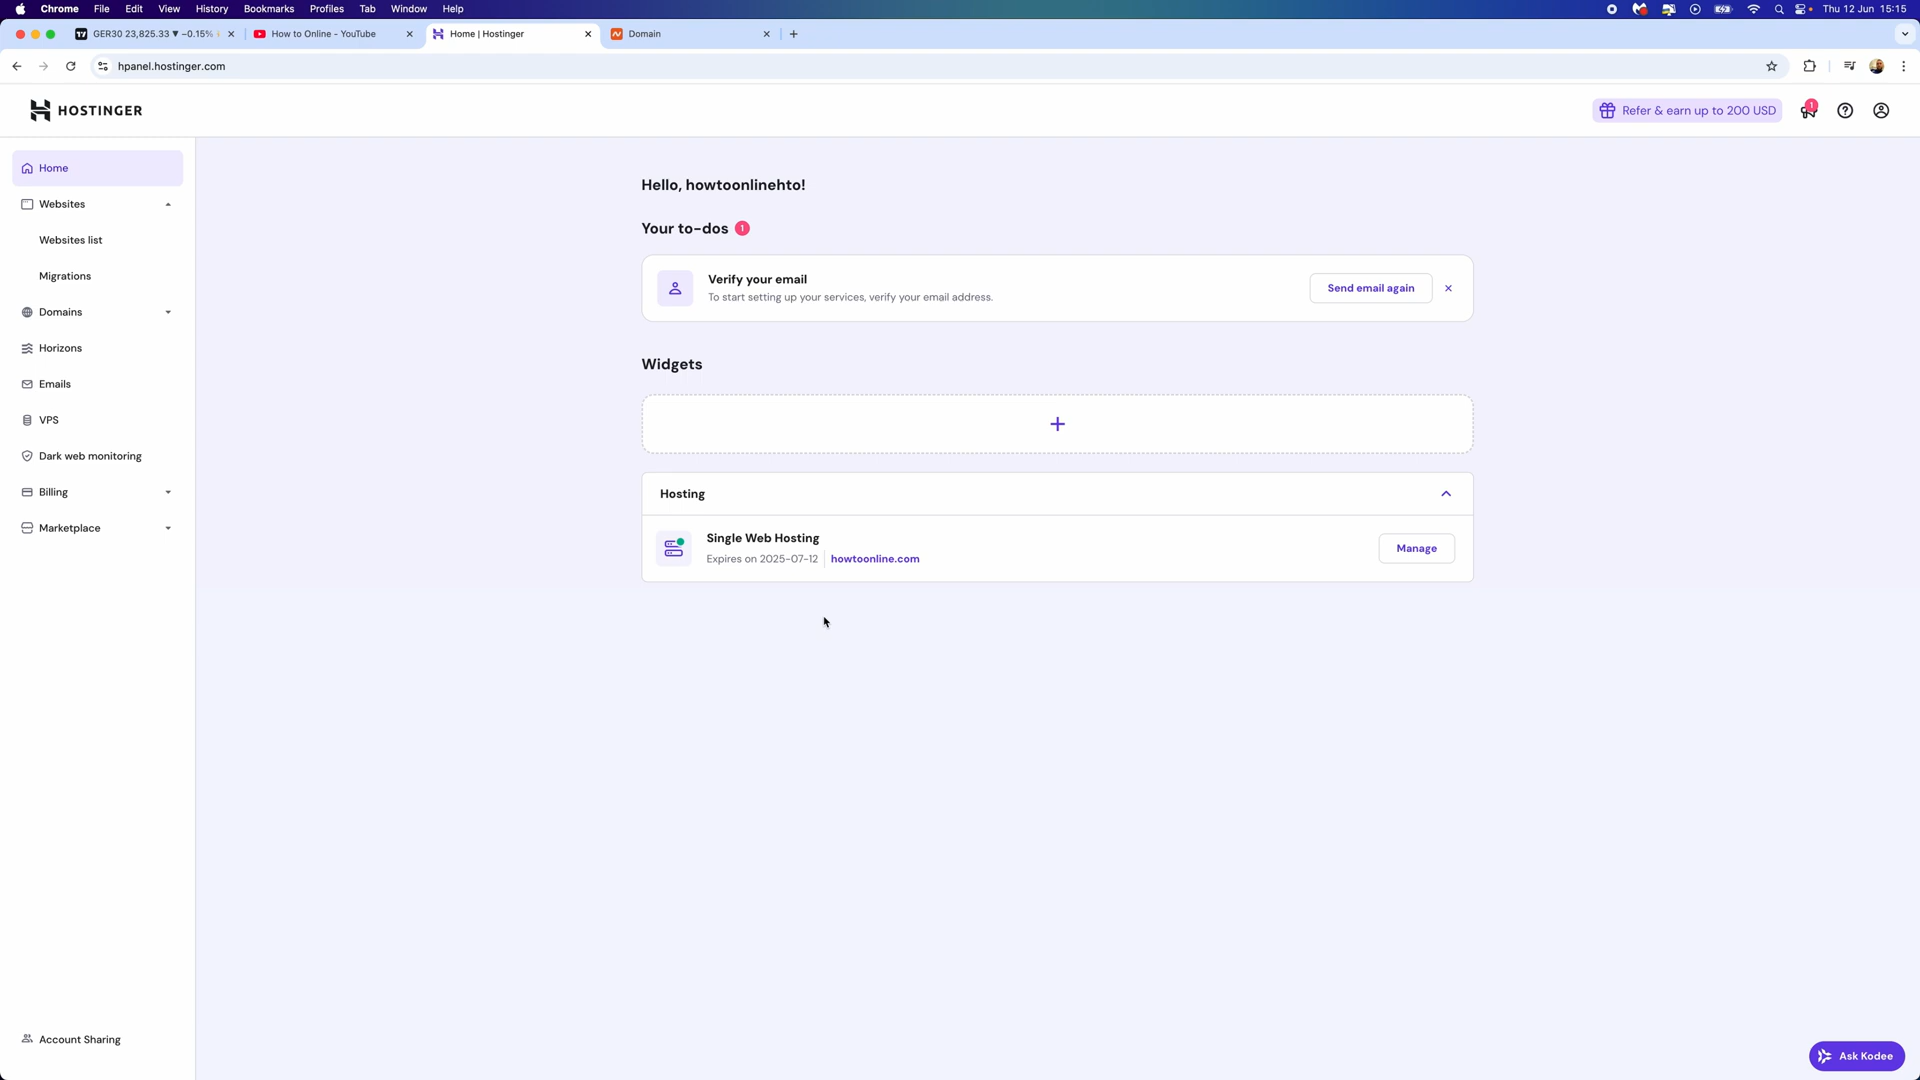 Chrome File Edit View History Bookmarks Profiles Tab Window Help Thu 12 Jun 15:15
GER30 23,825.33 ▼ −0.15% How to Online - YouTube Home | Hostinger Domain
hpanel.hostinger.com
HOSTINGER
Refer & earn up to 200 USD
1
Home
Websites
Websites list
Migrations
Domains
Horizons
Emails
VPS
Dark web monitoring
Billing
Marketplace
Account Sharing
Hello, howtoonlinehto!
Your to-dos 1
Verify your email
To start setting up your services, verify your email address.
Send email again
Widgets
Hosting
Single Web Hosting
Expires on 2025-07-12 howtoonline.com
Manage
Ask Kodee